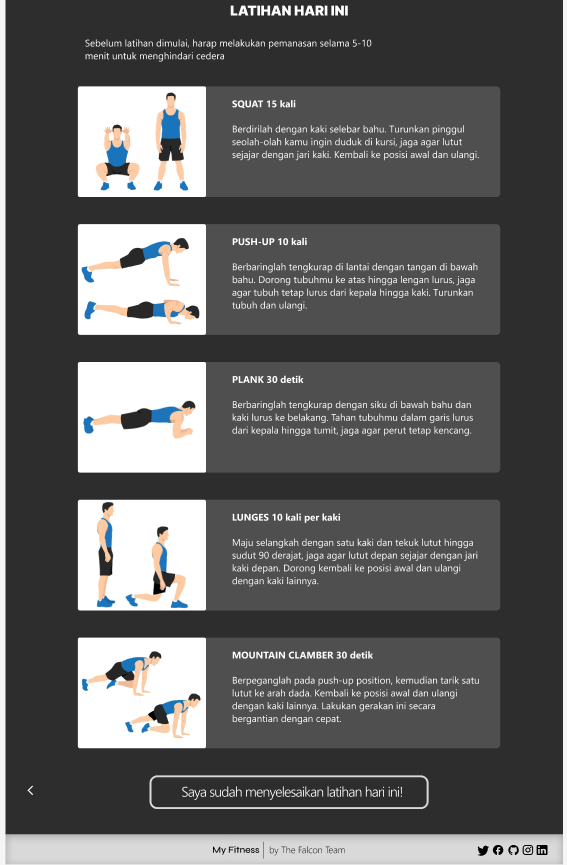 LATIHAN HARI INI
Sebelum latihan dimulai, harap melakukan pemanasan selama 5-10
menit untuk menghindari cedera
SQUAT 15 kali
Berdirilah dengan kaki selebar bahu. Turunkan pinggul
seolah-olah kamu ingin duduk di kursi, jaga agar lutut
sejajar dengan jari kaki. Kembali ke posisi awal dan ulangi.
PUSH-UP 10 kali
Berbaringlah tengkurap di lantai dengan tangan di bawah
bahu. Dorong tubuhmu ke atas hingga lengan lurus, jaga
agar tubuh tetap lurus dari kepala hingga kaki. Turunkan
tubuh dan ulangi.
PLANK 30 detik
Berbaringlah tengkurap dengan siku di bawah bahu dan
kaki lurus ke belakang. Tahan tubuhmu dalam garis lurus
dari kepala hingga tumit, jaga agar perut tetap kencang.
LUNGES 10 kali per kaki
Maju selangkah dengan satu kaki dan tekuk lutut hingga
sudut 90 derajat, jaga agar lutut depan sejajar dengan jari
kaki depan. Dorong kembali ke posisi awal dan ulangi
dengan kaki lainnya.
MOUNTAIN CLAMBER 30 detik
Berpeganglah pada push-up position, kemudian tarik satu
lutut ke arah dada. Kembali ke posisi awal dan ulangi
dengan kaki lainnya. Lakukan gerakan ini secara
bergantian dengan cepat.
Saya sudah menyelesaikan latihan hari ini!
My Fitness | by The Falcon Team